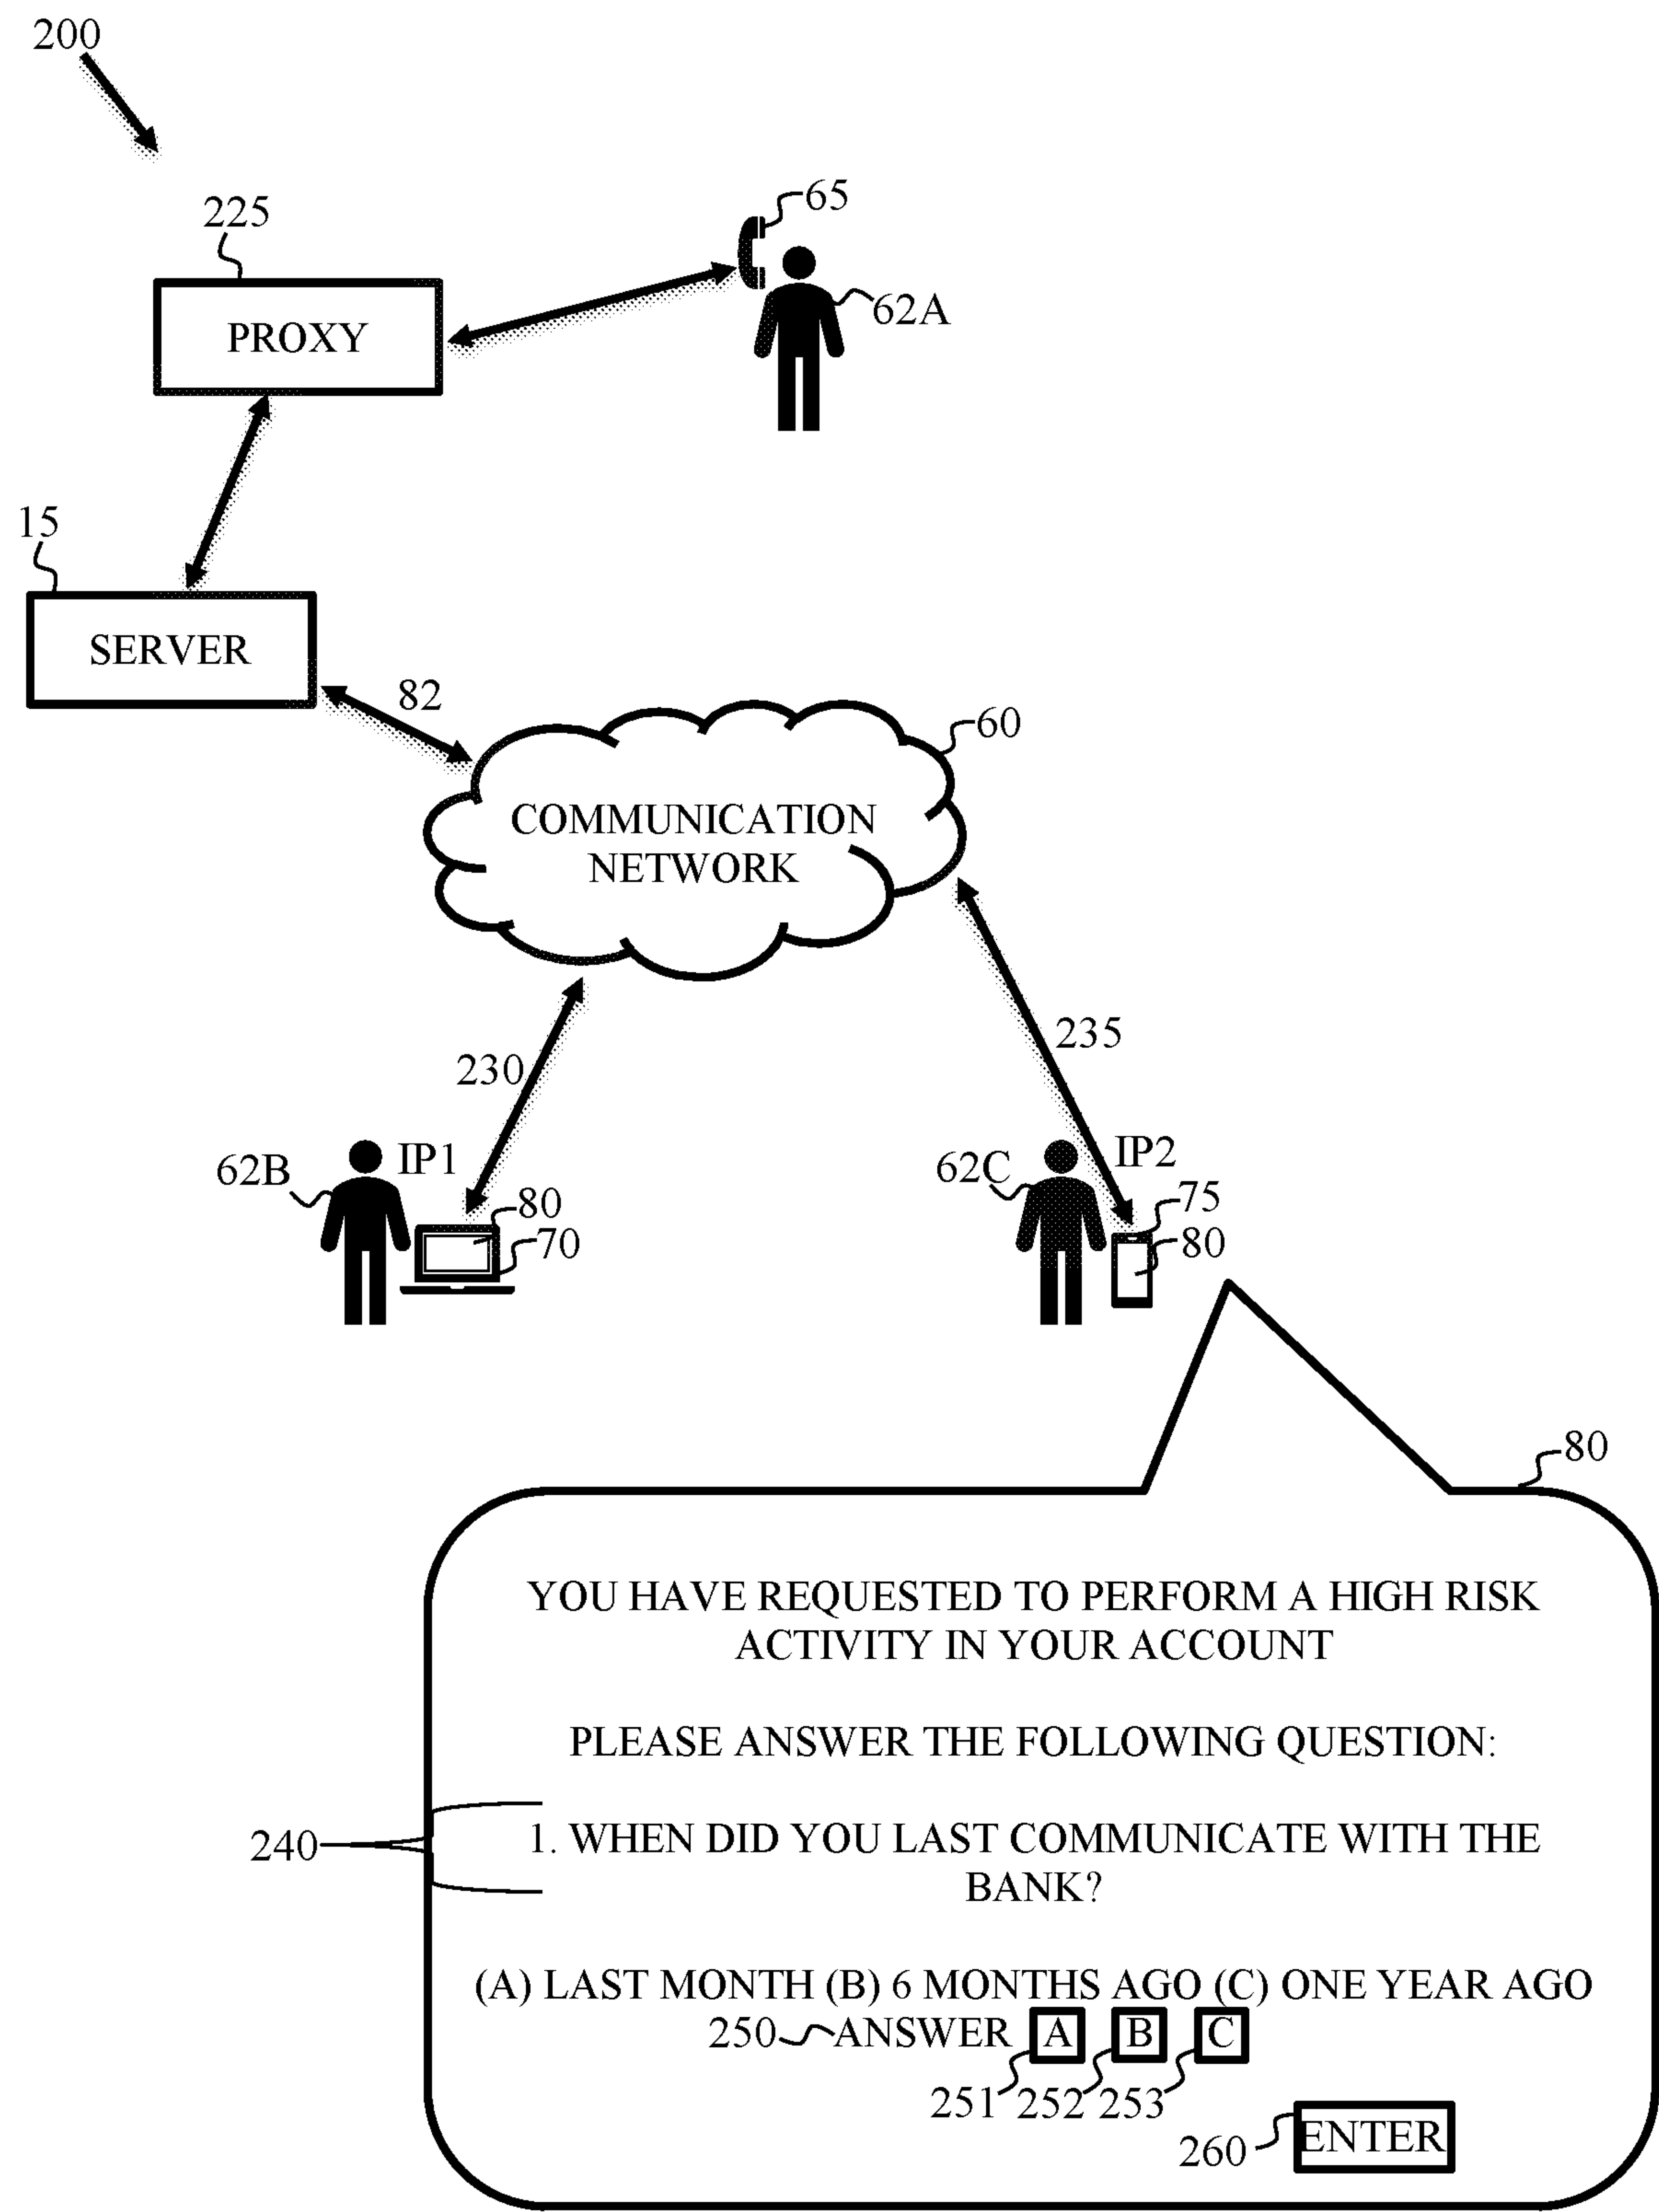 200
225
65
PROXY
62A
15
SERVER
82
60
COMMUNICATION
NETWORK
235
230
62B
IP1
62C
IP2
80
75
70
80
80
YOU HAVE REQUESTED TO PERFORM A HIGH RISK
ACTIVITY IN YOUR ACCOUNT
PLEASE ANSWER THE FOLLOWING QUESTION:
240
1. WHEN DID YOU LAST COMMUNICATE WITH THE
BANK?
(A) LAST MONTH (B) 6 MONTHS AGO (C) ONE YEAR AGO
250 ANSWER A B C
251 252 253
260 ENTER